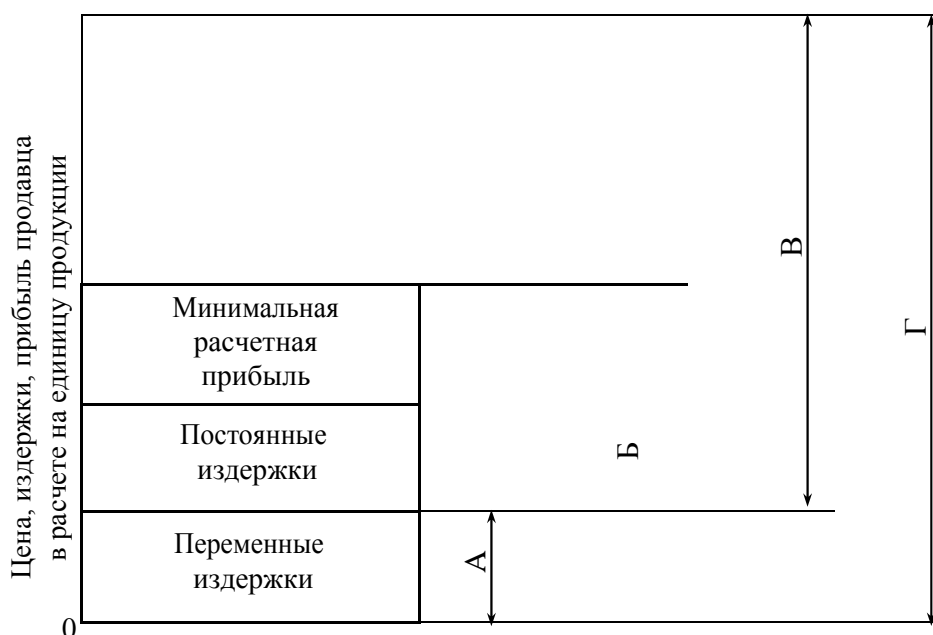 Цена, издержки, прибыль продавца
в расчете на единицу продукции
Минимальная
расчетная
прибыль
Постоянные
издержки
Переменные
издержки
0
А
Б
В
Г